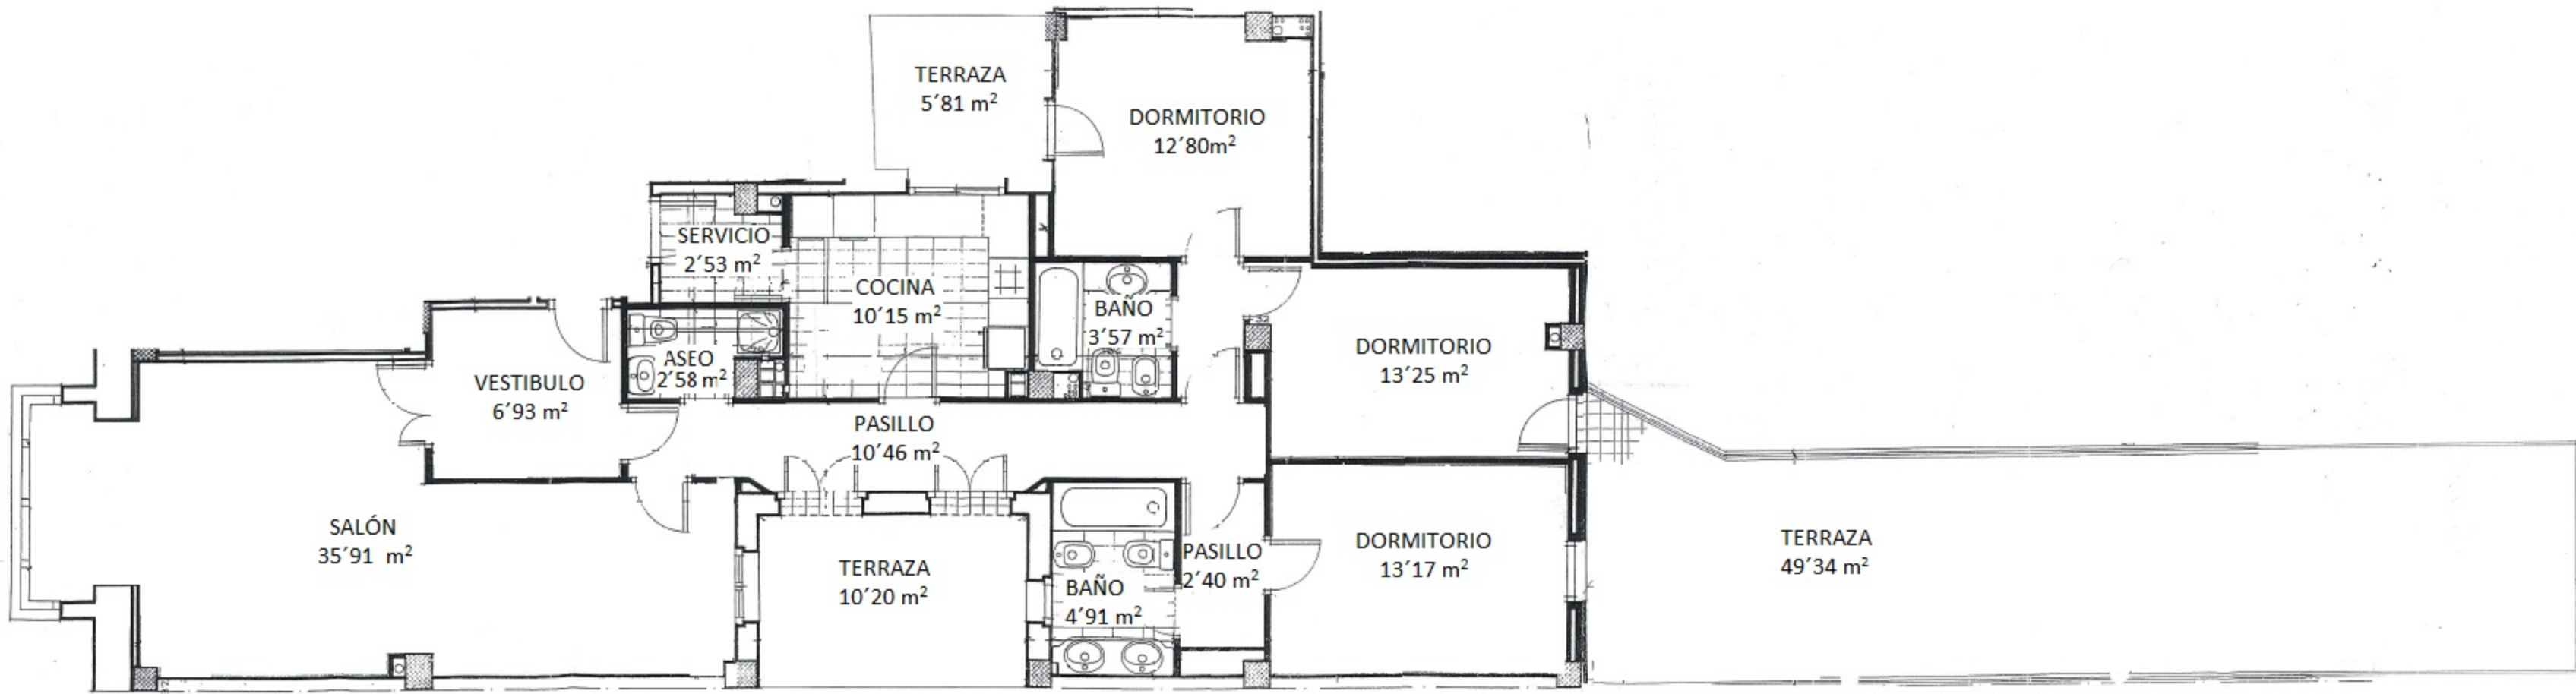 TERRAZA
5´81 m²
DORMITORIO
12´80m²
SERVICIO
2´53 m²
COCINA
10´15 m²
BAÑO
3´57 m²
ASEO
2´58 m²
VESTIBULO
6´93 m²
DORMITORIO
13´25 m²
PASILLO
10´46 m²
SALÓN
35´91 m²
TERRAZA
10´20 m²
BAÑO
4´91 m²
PASILLO
2´40 m²
DORMITORIO
13´17 m²
TERRAZA
49´34 m²